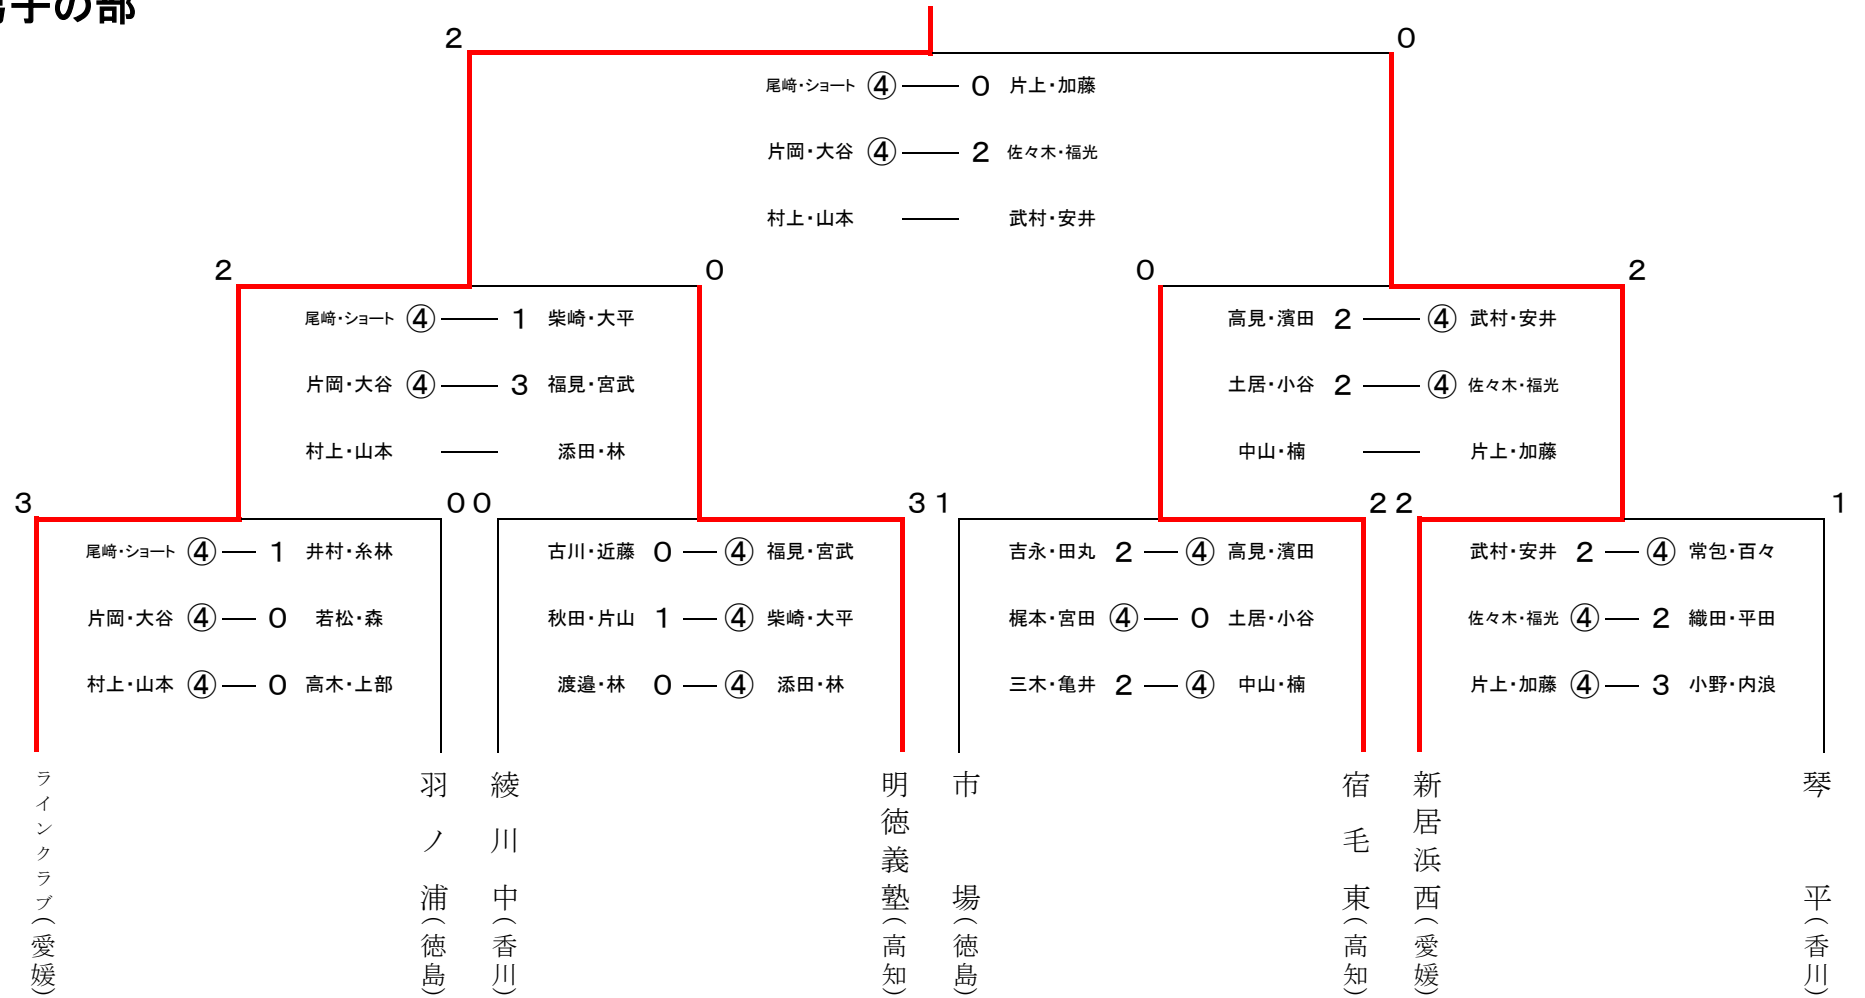 男子の部
2 0
尾﨑・ショート ④ 0 片上・加藤
片岡・大谷 ④ 2 佐々木・福光
村上・山本 武村・安井
2 0 0 2
尾﨑・ショート ④ 1 柴崎・大平 高見・濱田 2 ④ 武村・安井
片岡・大谷 ④ 3 福見・宮武 土居・小谷 2 ④ 佐々木・福光
村上・山本 添田・林 中山・楠 片上・加藤
3 0 0 3 1 2 2 1
尾﨑・ショート ④ 1 井村・糸林 古川・近藤 0 ④ 福見・宮武 吉永・田丸 2 ④ 高見・濱田 武村・安井 2 ④ 常包・百々
片岡・大谷 ④ 0 若松・森 秋田・片山 1 ④ 柴崎・大平 梶本・宮田 ④ 0 土居・小谷 佐々木・福光 ④ 2 織田・平田
村上・山本 ④ 0 高木・上部 渡邉・林 0 ④ 添田・林 三木・亀井 2 ④ 中山・楠 片上・加藤 ④ 3 小野・内浪
ラインクラブ(愛媛)
羽ノ浦(徳島)
綾川中(香川)
明徳義塾(高知)
市場(徳島)
宿毛東(高知)
新居浜西(愛媛)
琴平(香川)